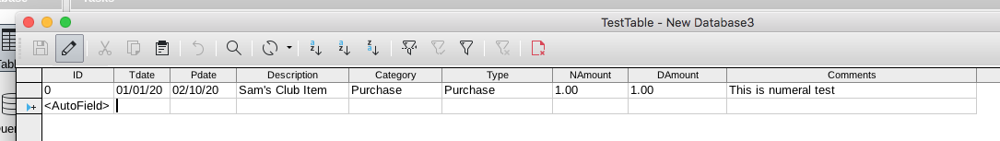 Tasks
TestTable - New Database3
ID Tdate Pdate Description Category Type NAmount DAmount Comments
0 01/01/20 02/10/20 Sam's Club Item Purchase Purchase 1.00 1.00 This is numeral test
<AutoField>